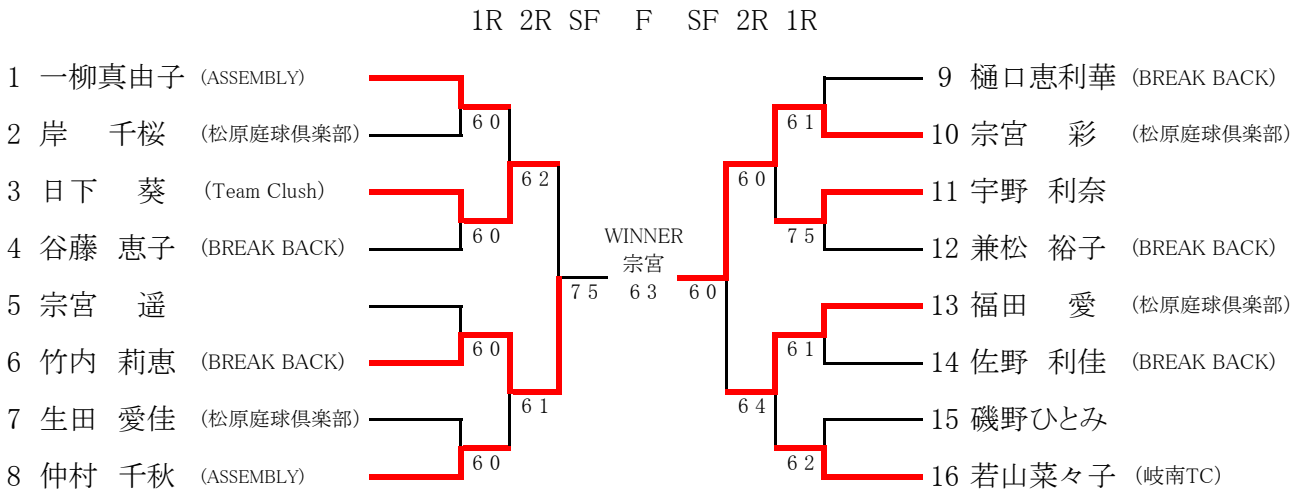 1R 2R SF F SF 2R 1R
1 一柳真由子 (ASSEMBLY)
2 岸 千桜 (松原庭球倶楽部)
3 日下 葵 (Team Clush)
4 谷藤 恵子 (BREAK BACK)
5 宗宮 遥
6 竹内 莉恵 (BREAK BACK)
7 生田 愛佳 (松原庭球倶楽部)
8 仲村 千秋 (ASSEMBLY)
6 0
6 0
6 0
6 0
6 2
6 1
7 5
WINNER
宗宮
6 3
6 0
6 0
6 4
6 1
7 5
6 1
6 2
9 樋口恵利華 (BREAK BACK)
10 宗宮 彩 (松原庭球倶楽部)
11 宇野 利奈
12 兼松 裕子 (BREAK BACK)
13 福田 愛 (松原庭球倶楽部)
14 佐野 利佳 (BREAK BACK)
15 磯野ひとみ
16 若山菜々子 (岐南TC)